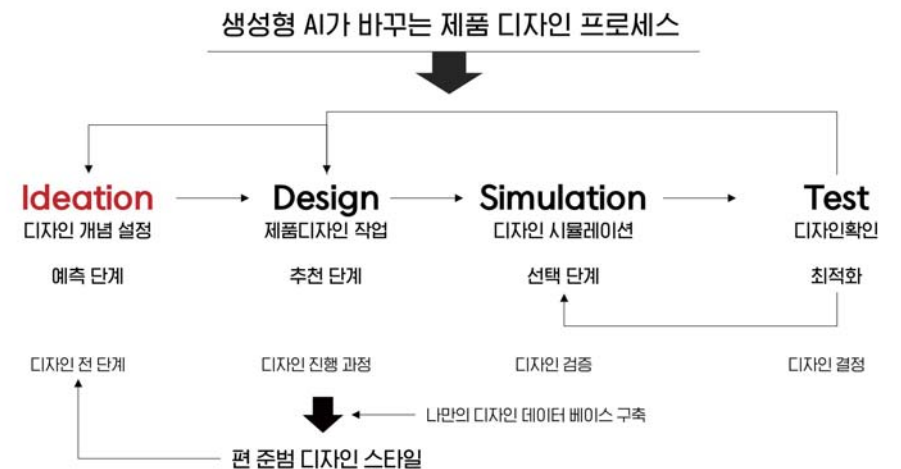 생성형 AI가 바꾸는 제품 디자인 프로세스
Ideation Design Simulation Test
디자인 개념 설정 제품디자인 작업 디자인 시뮬레이션 디자인확인
예측 단계 추천 단계 선택 단계 최적화
디자인 전 단계 디자인 진행 과정 디자인 검증 디자인 결정
나만의 디자인 데이터 베이스 구축
편 준범 디자인 스타일